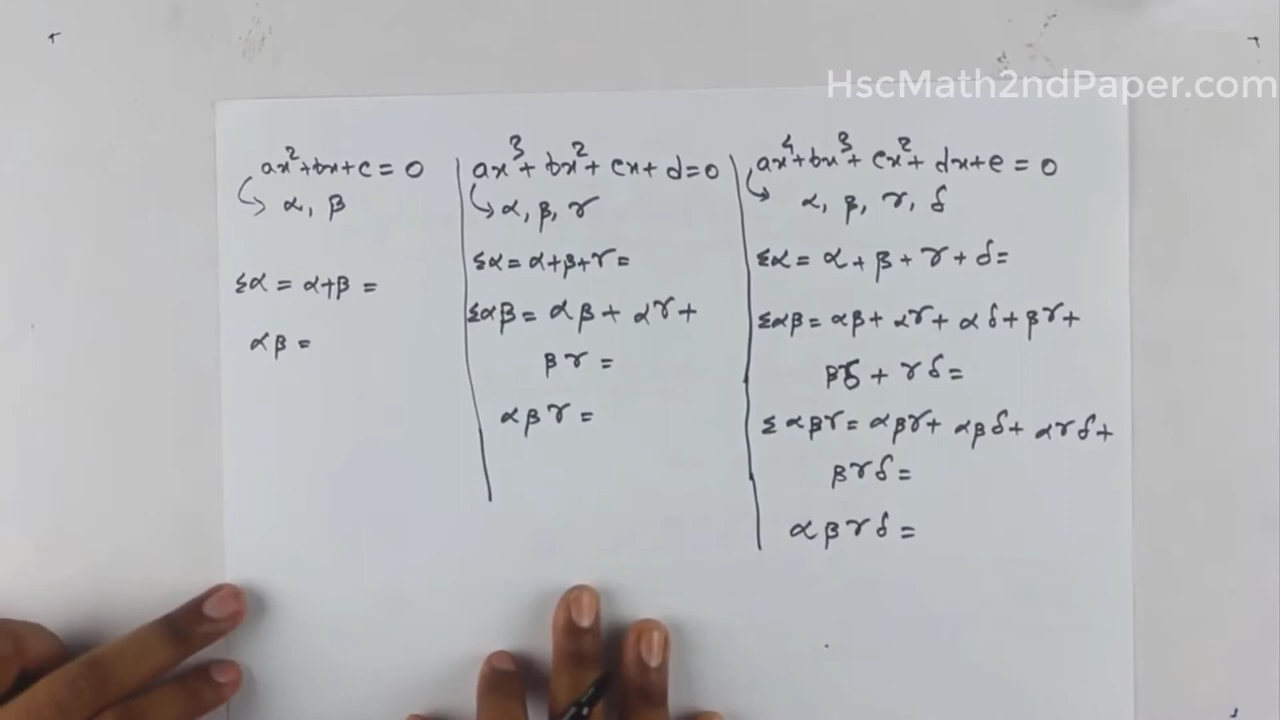 HscMath2ndPaper.com
ax²+bx+c=0
α, β
Σα = α+β =
αβ =
ax³+ bx²+ cx+ d=0
α, β, γ
Σα= α+β+γ=
Σαβ= αβ+ αγ+
βγ =
αβγ =
ax⁴+bx³+ cx²+ dx+e = 0
α, β, γ, δ
Σα= α+ β+ γ+ δ=
Σαβ= αβ+ αγ+ αδ+ βγ+
βδ + γδ=
Σαβγ= αβγ+ αβδ+ αγδ+
βγδ=
αβγδ=